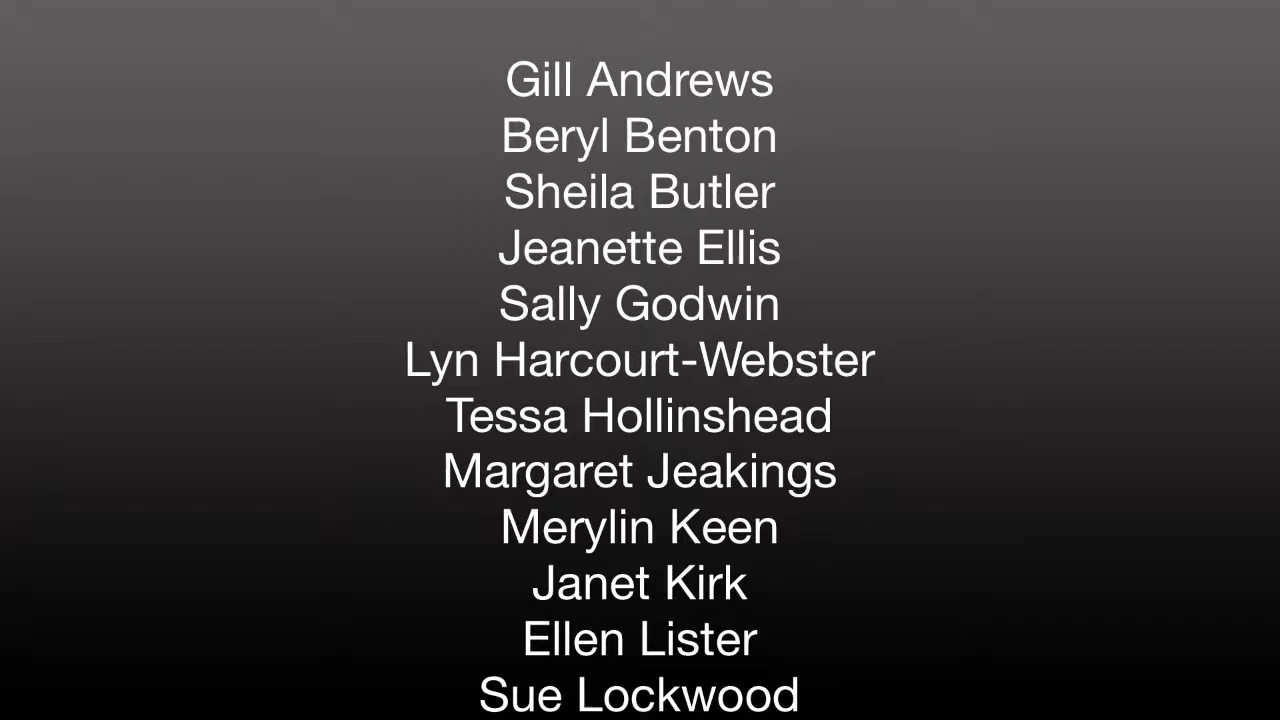 Gill Andrews
Beryl Benton
Sheila Butler
Jeanette Ellis
Sally Godwin
Lyn Harcourt-Webster
Tessa Hollinshead
Margaret Jeakings
Merylin Keen
Janet Kirk
Ellen Lister
Sue Lockwood